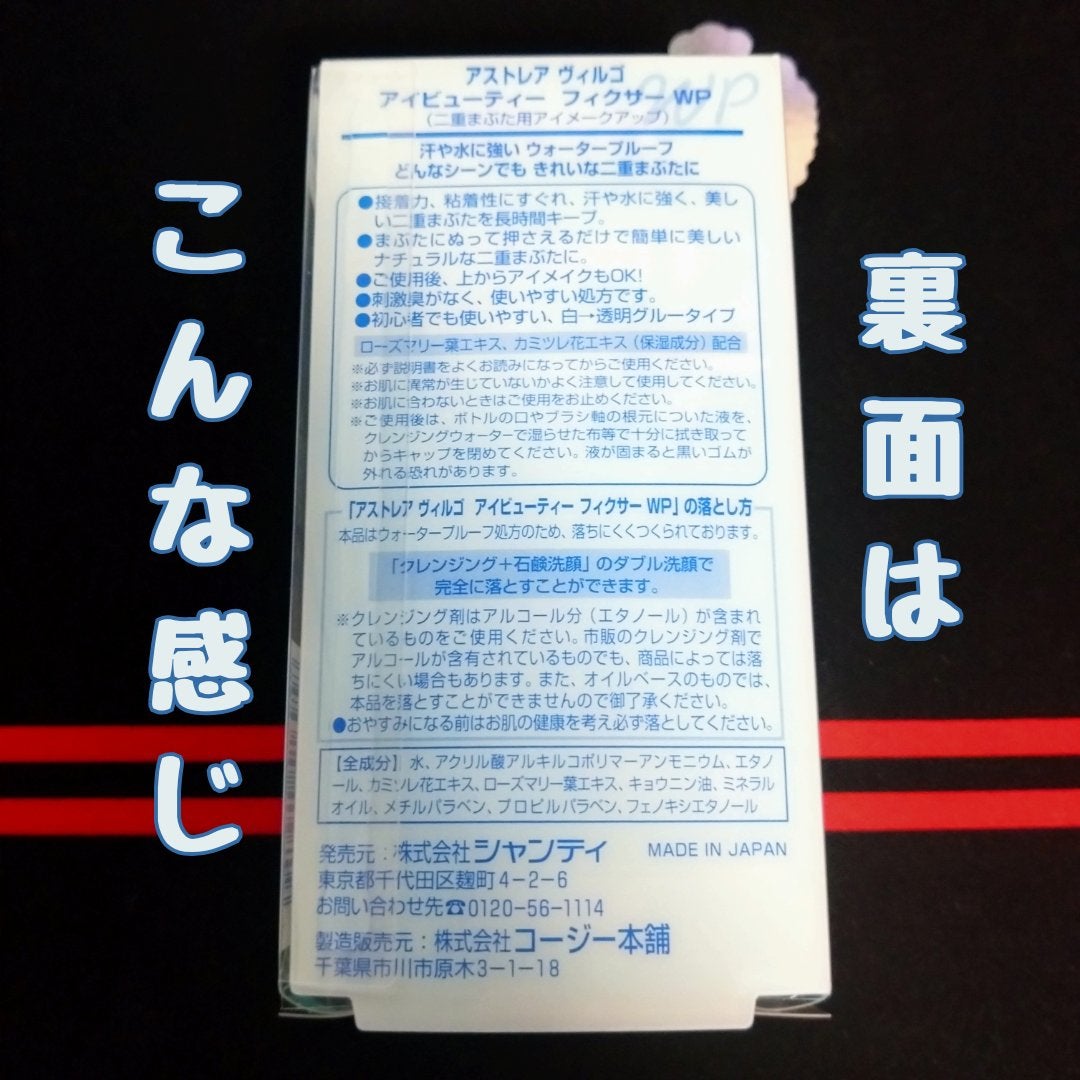 裏面は
こんな感じ
アストレア ヴィルゴ
アイビューティー フィクサー WP
(二重まぶた用アイメークアップ)
汗や水に強い ウォータープルーフ
どんなシーンでも きれいな二重まぶたに
●接着力、粘着性にすぐれ、汗や水に強く、美し
い二重まぶたを長時間キープ。
●まぶたにぬって押さえるだけで簡単に美しい
ナチュラルな二重まぶたに。
●ご使用後、上からアイメイクもOK!
●刺激臭がなく、使いやすい処方です。
●初心者でも使いやすい、白→透明グルータイプ
ローズマリー葉エキス、カミツレ花エキス(保湿成分)配合
※必ず説明書をよくお読みになってからご使用ください。
※お肌に異常が生じていないかよく注意して使用してください。
※お肌に合わないときはご使用をお止めください。
※ご使用後は、ボトルの口やブラシ軸の根元についた液を、
クレンジングウォーターで湿らせた布等で十分に拭き取って
からキャップを閉めてください。液が固まると黒いゴムが
外れる恐れがあります。
「アストレア ヴィルゴ アイビューティー フィクサー WP」の落とし方
本品はウォータープルーフ処方のため、落ちにくくつくられております。
「クレンジング+石鹸洗顔」のダブル洗顔で
完全に落とすことができます。
※クレンジング剤はアルコール分(エタノール)が含まれ
ているものをご使用ください。市販のクレンジング剤で
アルコールが含有されているものでも、商品によっては落
ちにくい場合もあります。また、オイルベースのものでは、
本品を落とすことができませんので御了承ください。
●おやすみになる前はお肌の健康を考え必ず落としてください。
【全成分】水、アクリル酸アルキルコポリマーアンモニウム、エタノ
ール、カミツレ花エキス、ローズマリー葉エキス、キョウニン油、ミネラル
オイル、メチルパラベン、プロピルパラベン、フェノキシエタノール
発売元:株式会社シャンティ MADE IN JAPAN
東京都千代田区麹町4-2-6
お問い合わせ先☎0120-56-1114
製造販売元:株式会社コージー本舗
千葉県市川市原木3-1-18